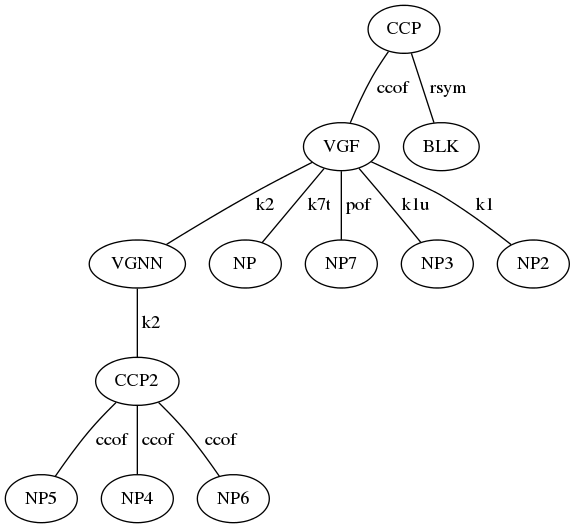 CCP
ccof rsym
VGF BLK
k2 k7t pof k1u k1
VGNN NP NP7 NP3 NP2
k2
CCP2
ccof ccof ccof
NP5 NP4 NP6